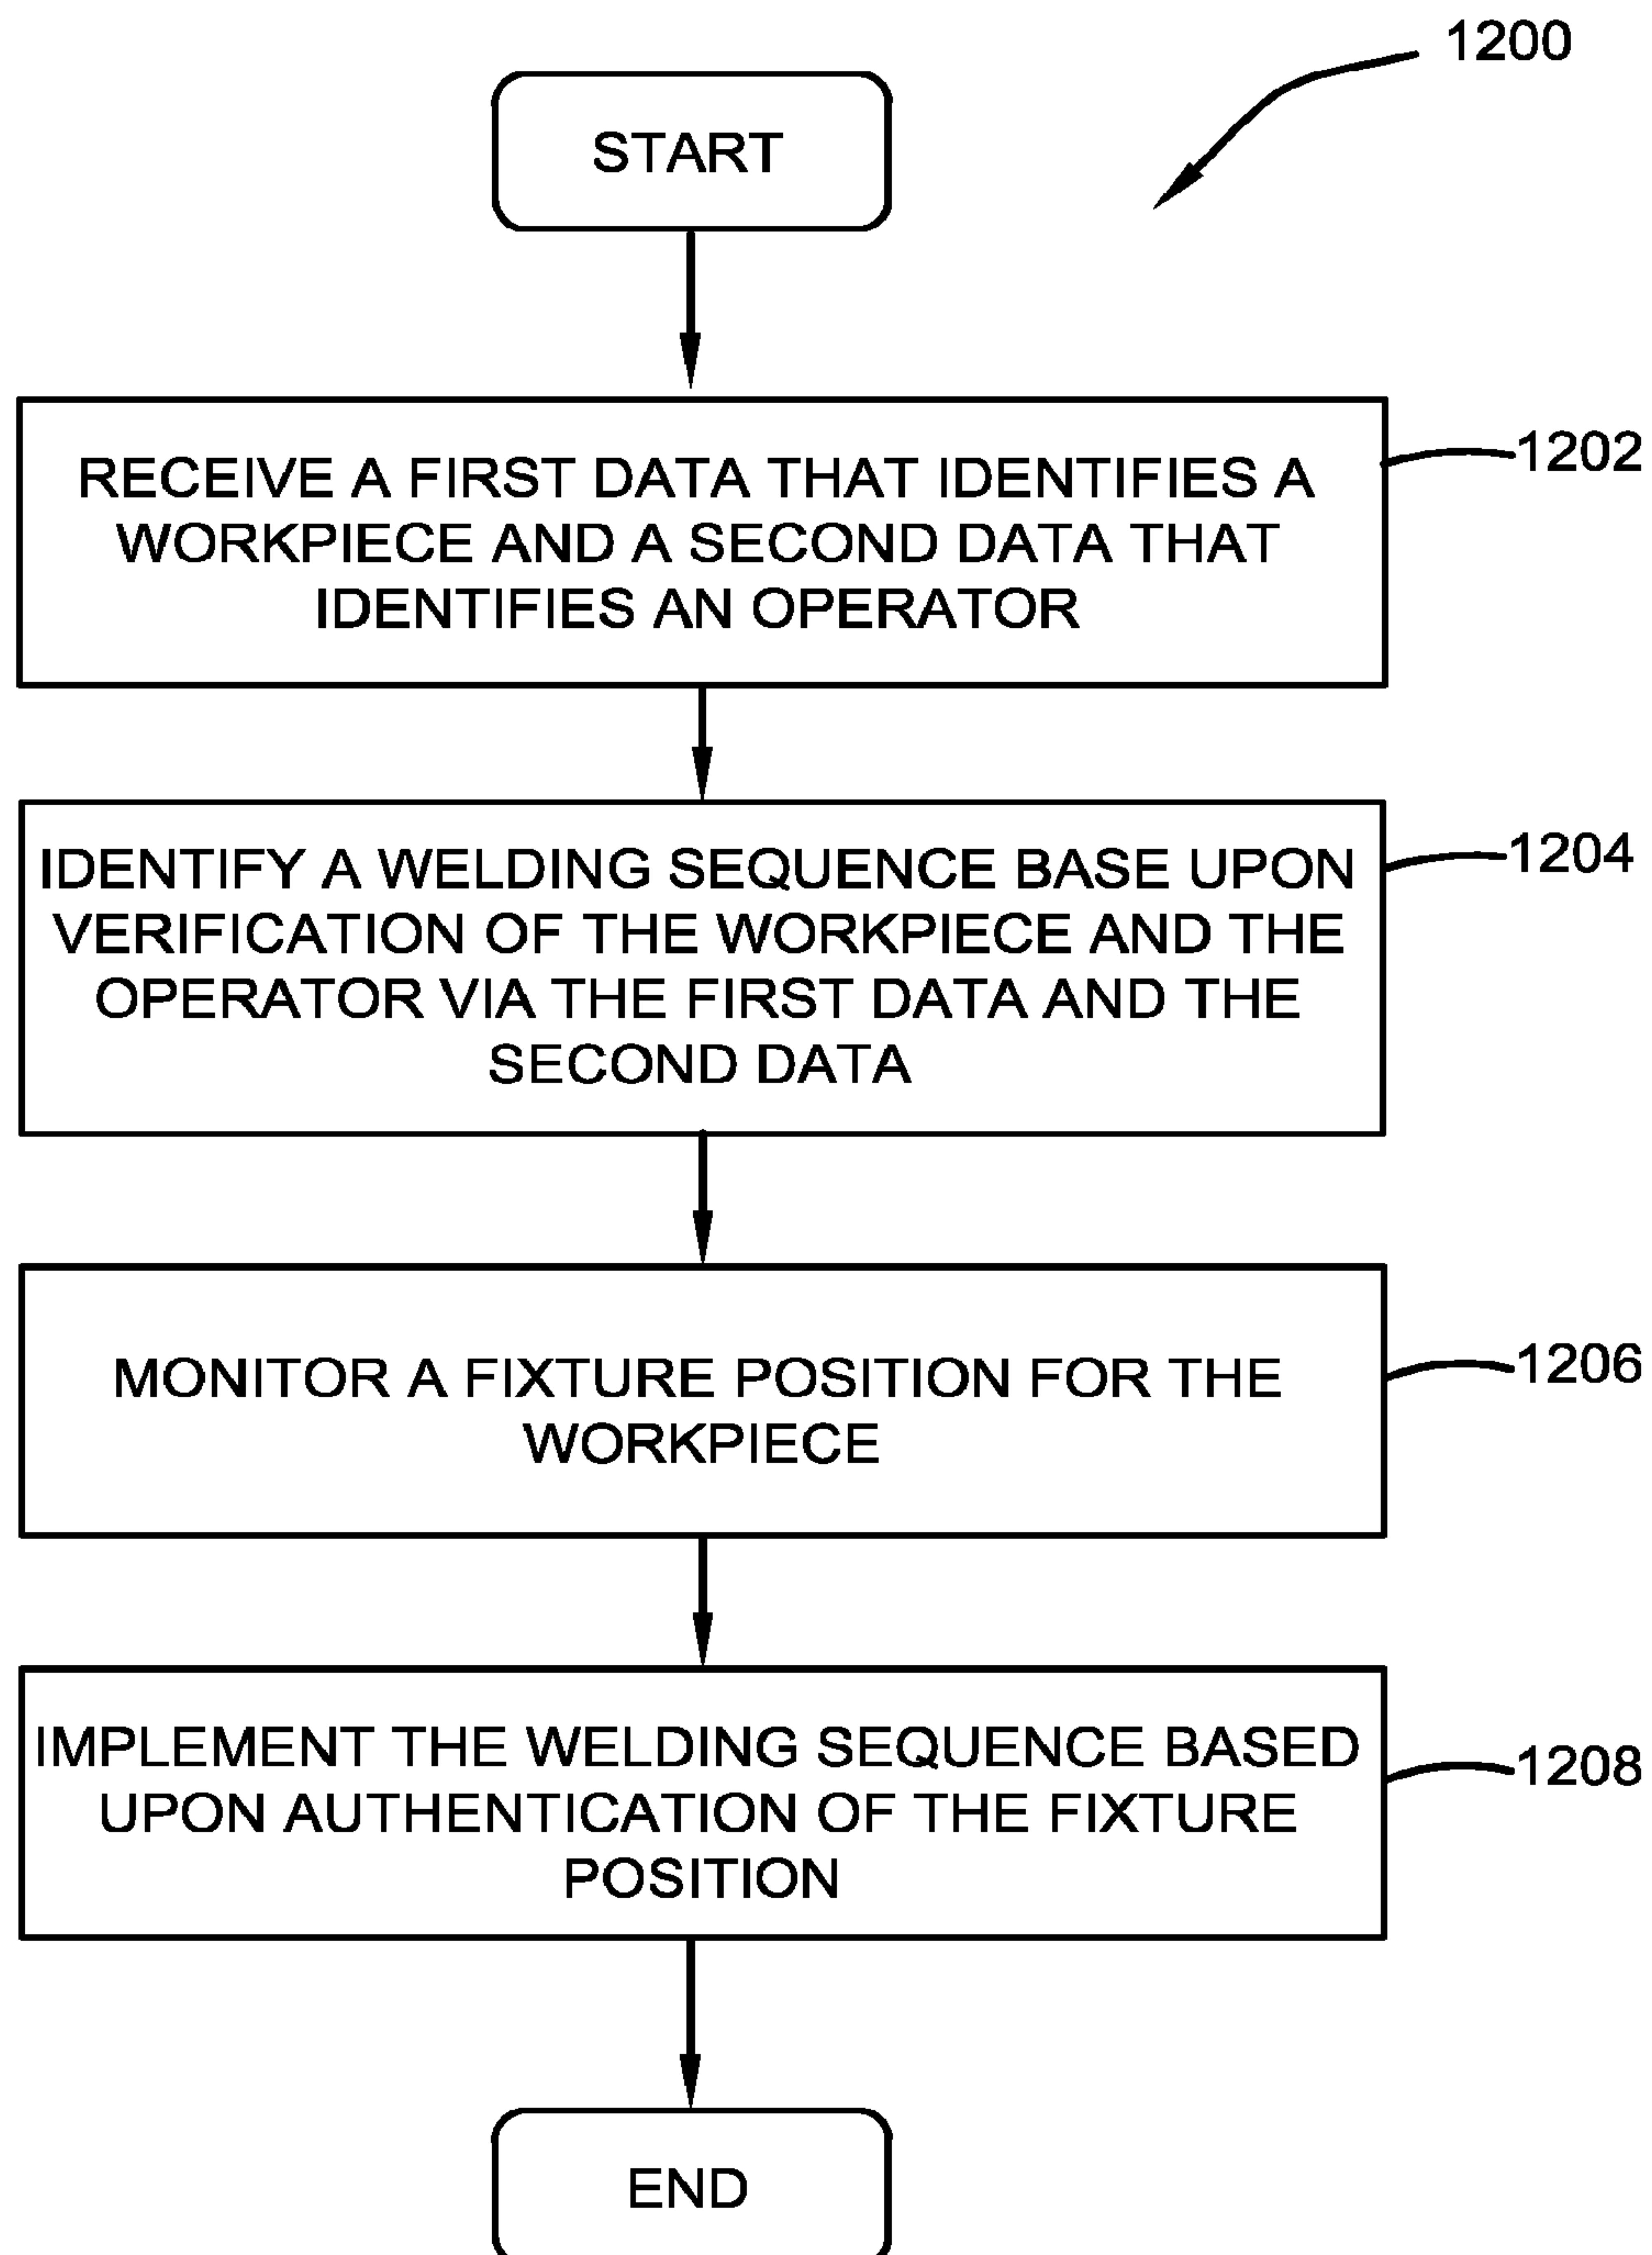 1200
START
RECEIVE A FIRST DATA THAT IDENTIFIES A
WORKPIECE AND A SECOND DATA THAT
IDENTIFIES AN OPERATOR
1202
IDENTIFY A WELDING SEQUENCE BASE UPON
VERIFICATION OF THE WORKPIECE AND THE
OPERATOR VIA THE FIRST DATA AND THE
SECOND DATA
1204
MONITOR A FIXTURE POSITION FOR THE
WORKPIECE
1206
IMPLEMENT THE WELDING SEQUENCE BASED
UPON AUTHENTICATION OF THE FIXTURE
POSITION
1208
END